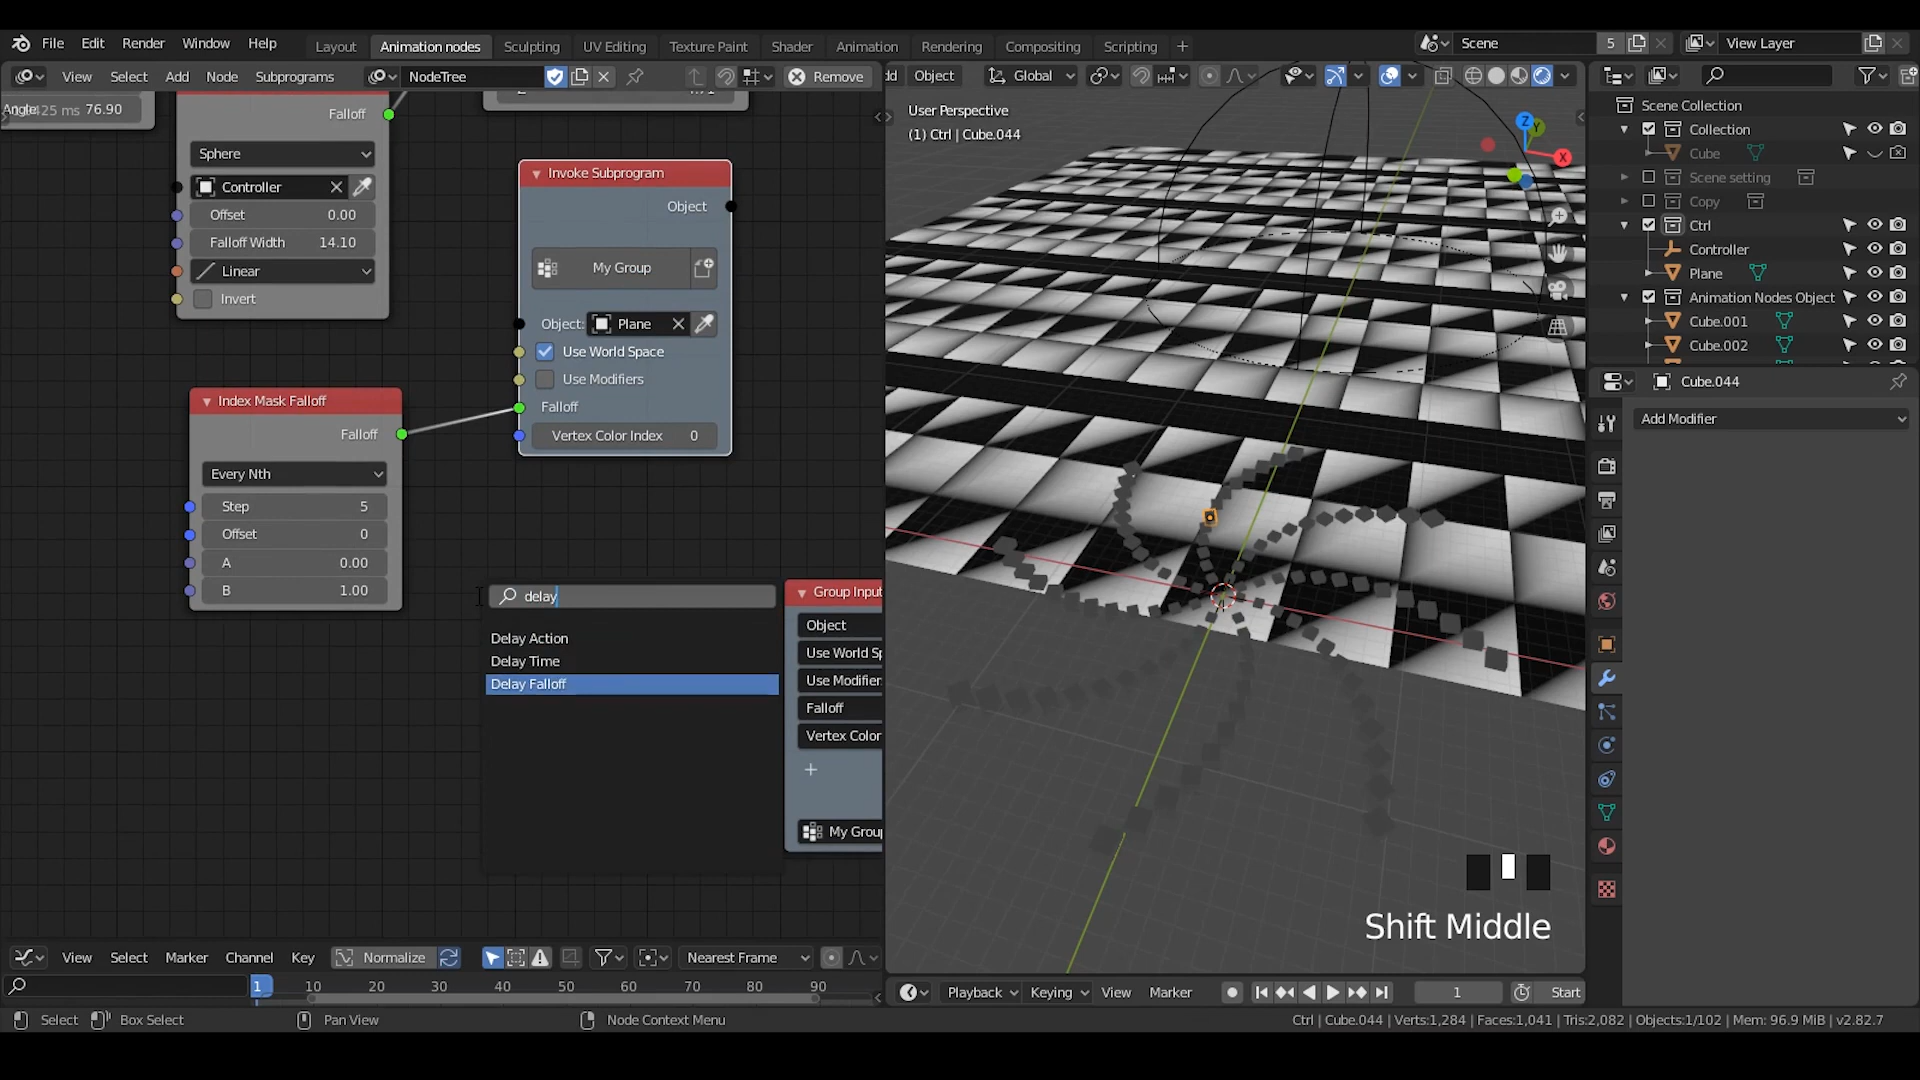 File Edit Render Window Help
Layout Animation nodes Sculpting UV Editing Texture Paint Shader Animation Rendering Compositing Scripting +
Scene 5 View Layer
View Select Add Node Subprograms NodeTree Remove
Object Global
Angle 76.90
Falloff
Sphere
Controller
Offset 0.00
Falloff Width 14.10
Linear
Invert
Invoke Subprogram
Object
My Group
Object: Plane
Use World Space
Use Modifiers
Falloff
Vertex Color Index 0
Index Mask Falloff
Falloff
Every Nth
Step 5
Offset 0
A 0.00
B 1.00
delay
Delay Action
Delay Time
Delay Falloff
Group Input
Object
Use World Sp
Use Modifier
Falloff
Vertex Color
My Grou
User Perspective
(1) Ctrl | Cube.044
Z
Y
X
Shift Middle
Scene Collection
Collection
Cube
Scene setting
Copy
Ctrl
Controller
Plane
Animation Nodes Object
Cube.001
Cube.002
Cube.044
Add Modifier
View Select Marker Channel Key Normalize Nearest Frame
1 10 20 30 40 50 60 70 80 90
Playback Keying View Marker 1 Start
Select Box Select Pan View Node Context Menu
Ctrl | Cube.044 | Verts:1,284 | Faces:1,041 | Tris:2,082 | Objects:1/102 | Mem: 96.9 MiB | v2.82.7